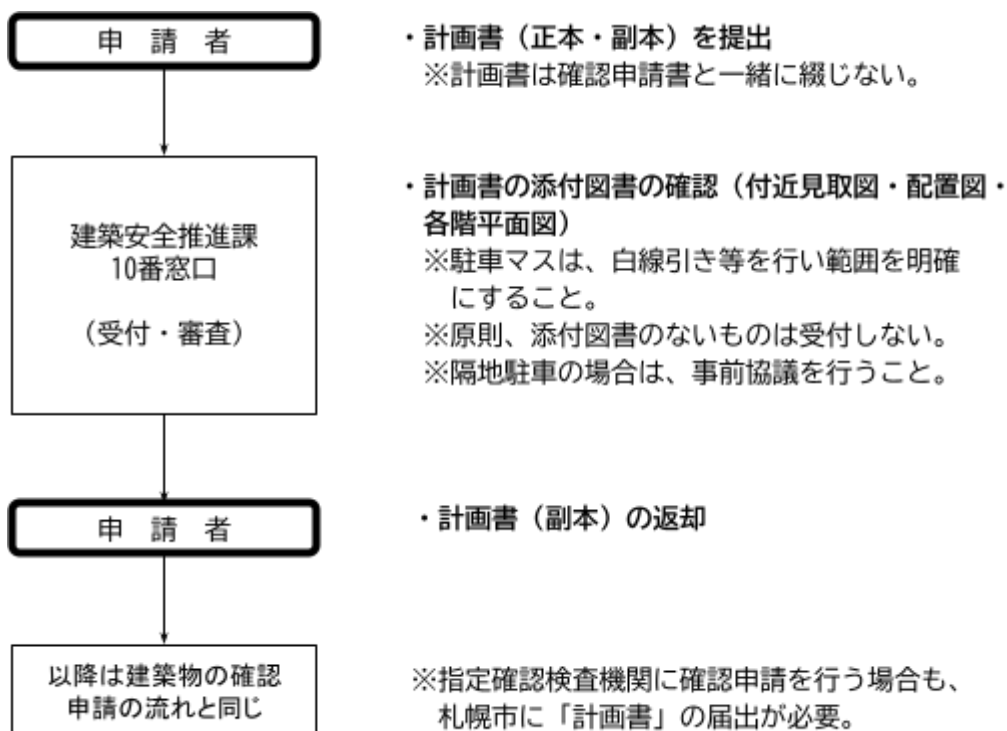 申 請 者
・計画書（正本・副本）を提出
※計画書は確認申請書と一緒に綴じない。
建築安全推進課
10番窓口
（受付・審査）
・計画書の添付図書の確認（付近見取図・配置図・
各階平面図）
※駐車マスは、白線引き等を行い範囲を明確
にすること。
※原則、添付図書のないものは受付しない。
※隔地駐車の場合は、事前協議を行うこと。
申 請 者
・計画書（副本）の返却
以降は建築物の確認
申請の流れと同じ
※指定確認検査機関に確認申請を行う場合も、
札幌市に「計画書」の届出が必要。